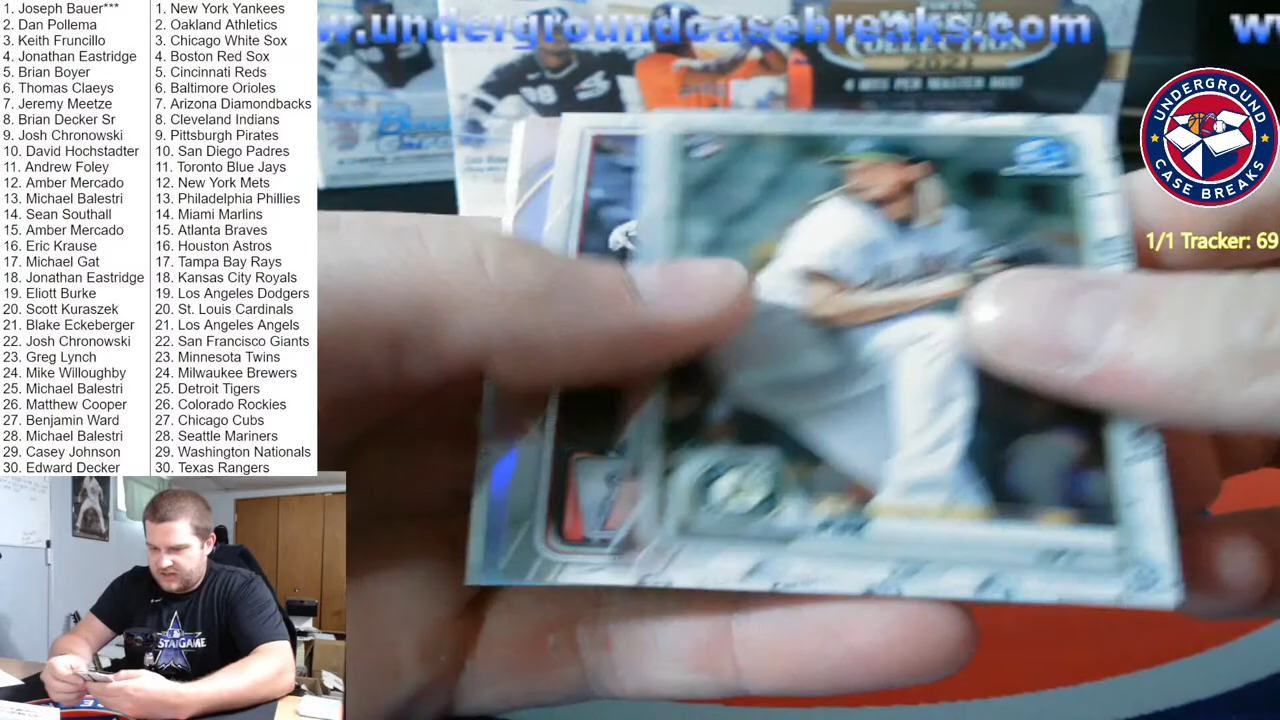 1. Joseph Bauer***
2. Dan Pollema
3. Keith Fruncillo
4. Jonathan Eastridge
5. Brian Boyer
6. Thomas Claeys
7. Jeremy Meetze
8. Brian Decker Sr
9. Josh Chronowski
10. David Hochstadter
11. Andrew Foley
12. Amber Mercado
13. Michael Balestri
14. Sean Southall
15. Amber Mercado
16. Eric Krause
17. Michael Gat
18. Jonathan Eastridge
19. Eliott Burke
20. Scott Kuraszek
21. Blake Eckeberger
22. Josh Chronowski
23. Greg Lynch
24. Mike Willoughby
25. Michael Balestri
26. Matthew Cooper
27. Benjamin Ward
28. Michael Balestri
29. Casey Johnson
30. Edward Decker
1. New York Yankees
2. Oakland Athletics
3. Chicago White Sox
4. Boston Red Sox
5. Cincinnati Reds
6. Baltimore Orioles
7. Arizona Diamondbacks
8. Cleveland Indians
9. Pittsburgh Pirates
10. San Diego Padres
11. Toronto Blue Jays
12. New York Mets
13. Philadelphia Phillies
14. Miami Marlins
15. Atlanta Braves
16. Houston Astros
17. Tampa Bay Rays
18. Kansas City Royals
19. Los Angeles Dodgers
20. St. Louis Cardinals
21. Los Angeles Angels
22. San Francisco Giants
23. Minnesota Twins
24. Milwaukee Brewers
25. Detroit Tigers
26. Colorado Rockies
27. Chicago Cubs
28. Seattle Mariners
29. Washington Nationals
30. Texas Rangers
w.undergroundcasebreaks.com
ww
COLLECTION
2021
UNDERGROUND
CASE BREAKS
1/1 Tracker: 69